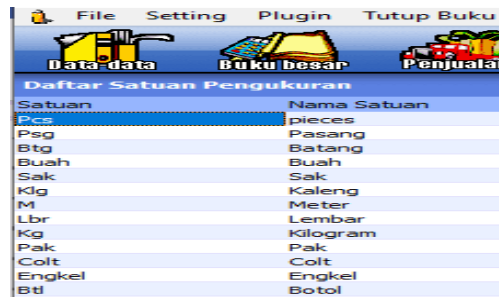 File Setting Plugin Tutup Buku
Data-data Buku besar Penjualan
Daftar Satuan Pengukuran
Satuan Nama Satuan
Pcs pieces
Psg Pasang
Btg Batang
Buah Buah
Sak Sak
Klg Kaleng
M Meter
Lbr Lembar
Kg Kilogram
Pak Pak
Colt Colt
Engkel Engkel
Btl Botol